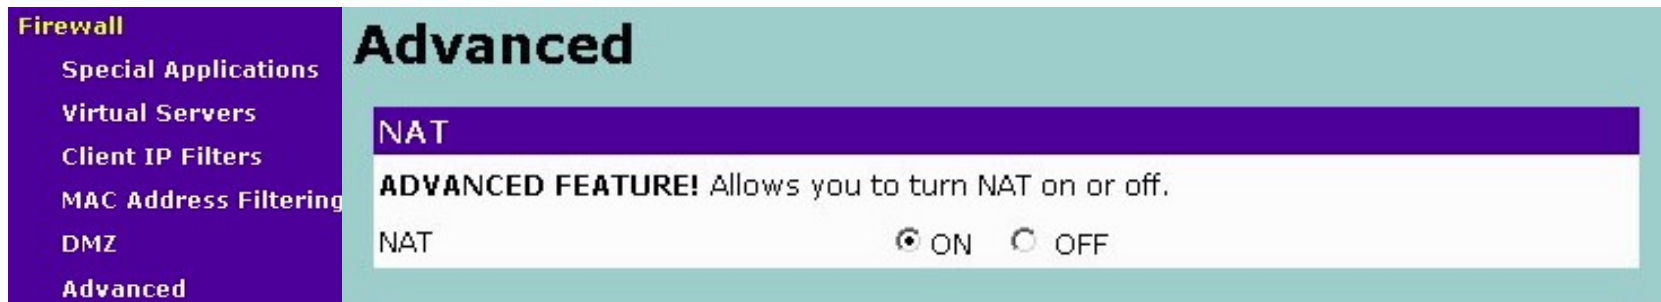 Firewall
Special Applications
Virtual Servers
Client IP Filters
MAC Address Filtering
DMZ
Advanced
Advanced
NAT
ADVANCED FEATURE! Allows you to turn NAT on or off.
NAT ON OFF